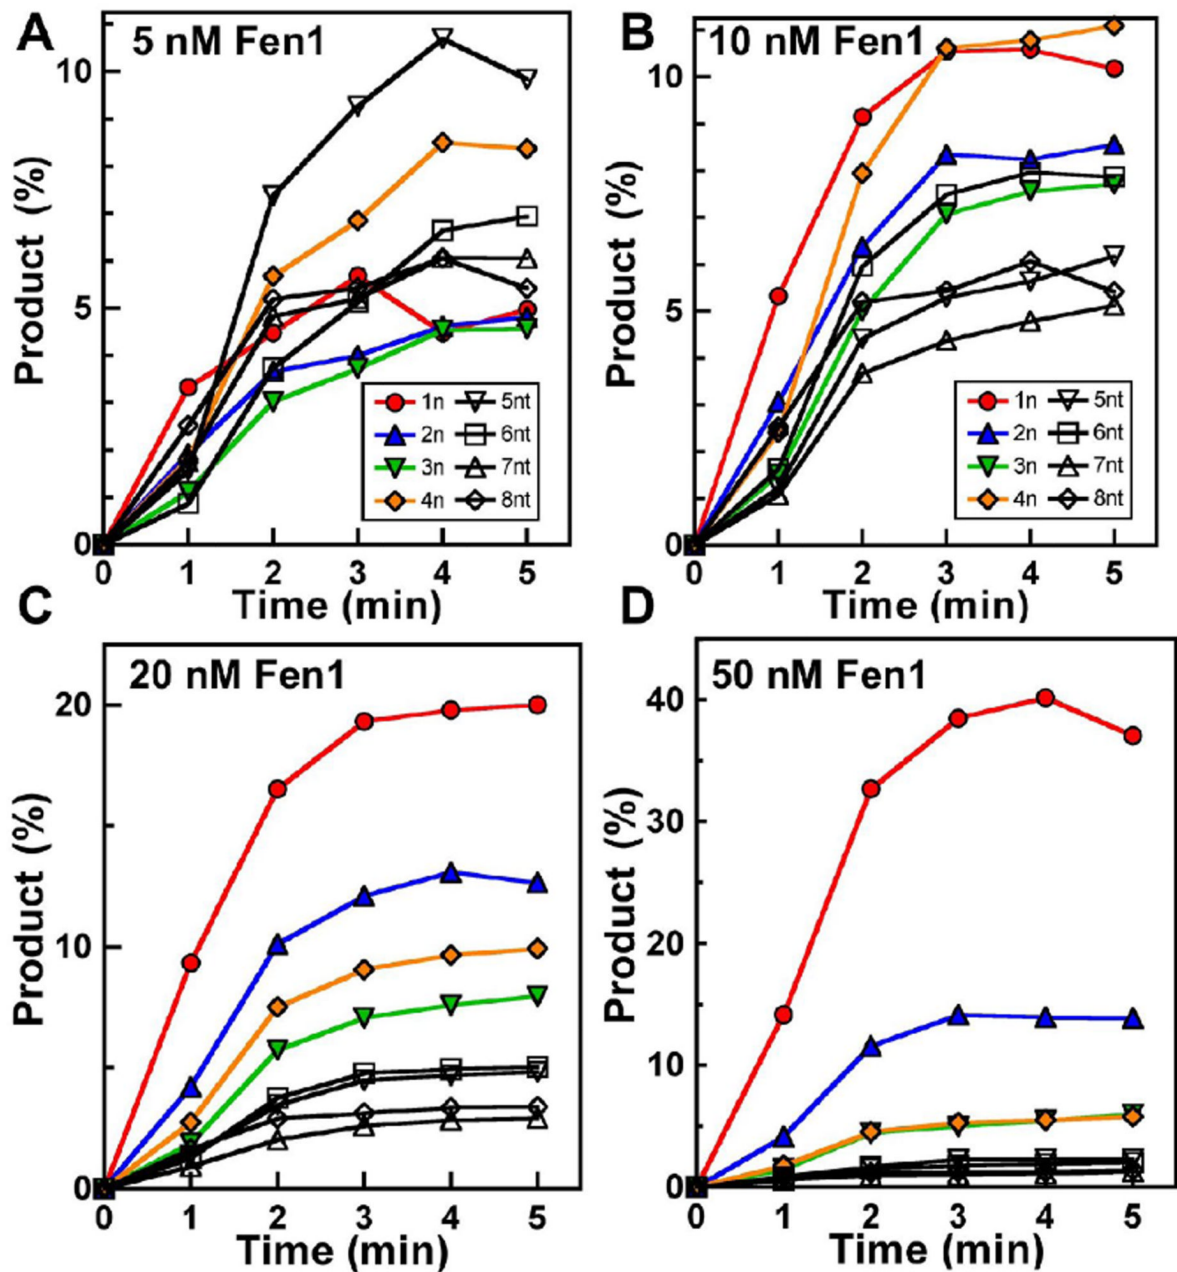 A
5 nM Fen1
10
5
0
Product (%)
1n 5nt
2n 6nt
3n 7nt
4n 8nt
1 2 3 4 5
Time (min)
B
10 nM Fen1
10
5
0
Product (%)
1n 5nt
2n 6nt
3n 7nt
4n 8nt
0 1 2 3 4 5
Time (min)
C
20 nM Fen1
20
10
0
Product (%)
0 1 2 3 4 5
Time (min)
D
50 nM Fen1
40
30
20
10
0
Product (%)
0 1 2 3 4 5
Time (min)